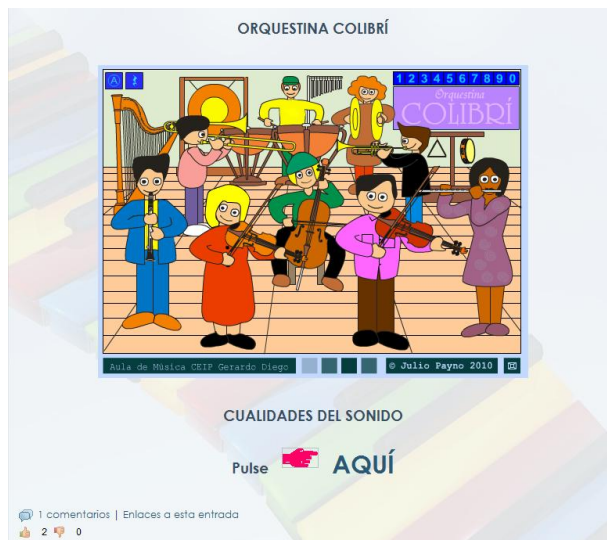 ORQUESTINA COLIBRÍ
A
1 2 3 4 5 6 7 8 9 0
Orquestina
COLIBRÍ
Aula de Música CEIP Gerardo Diego
© Julio Payno 2010
CUALIDADES DEL SONIDO
Pulse AQUÍ
1 comentarios | Enlaces a esta entrada
2 0